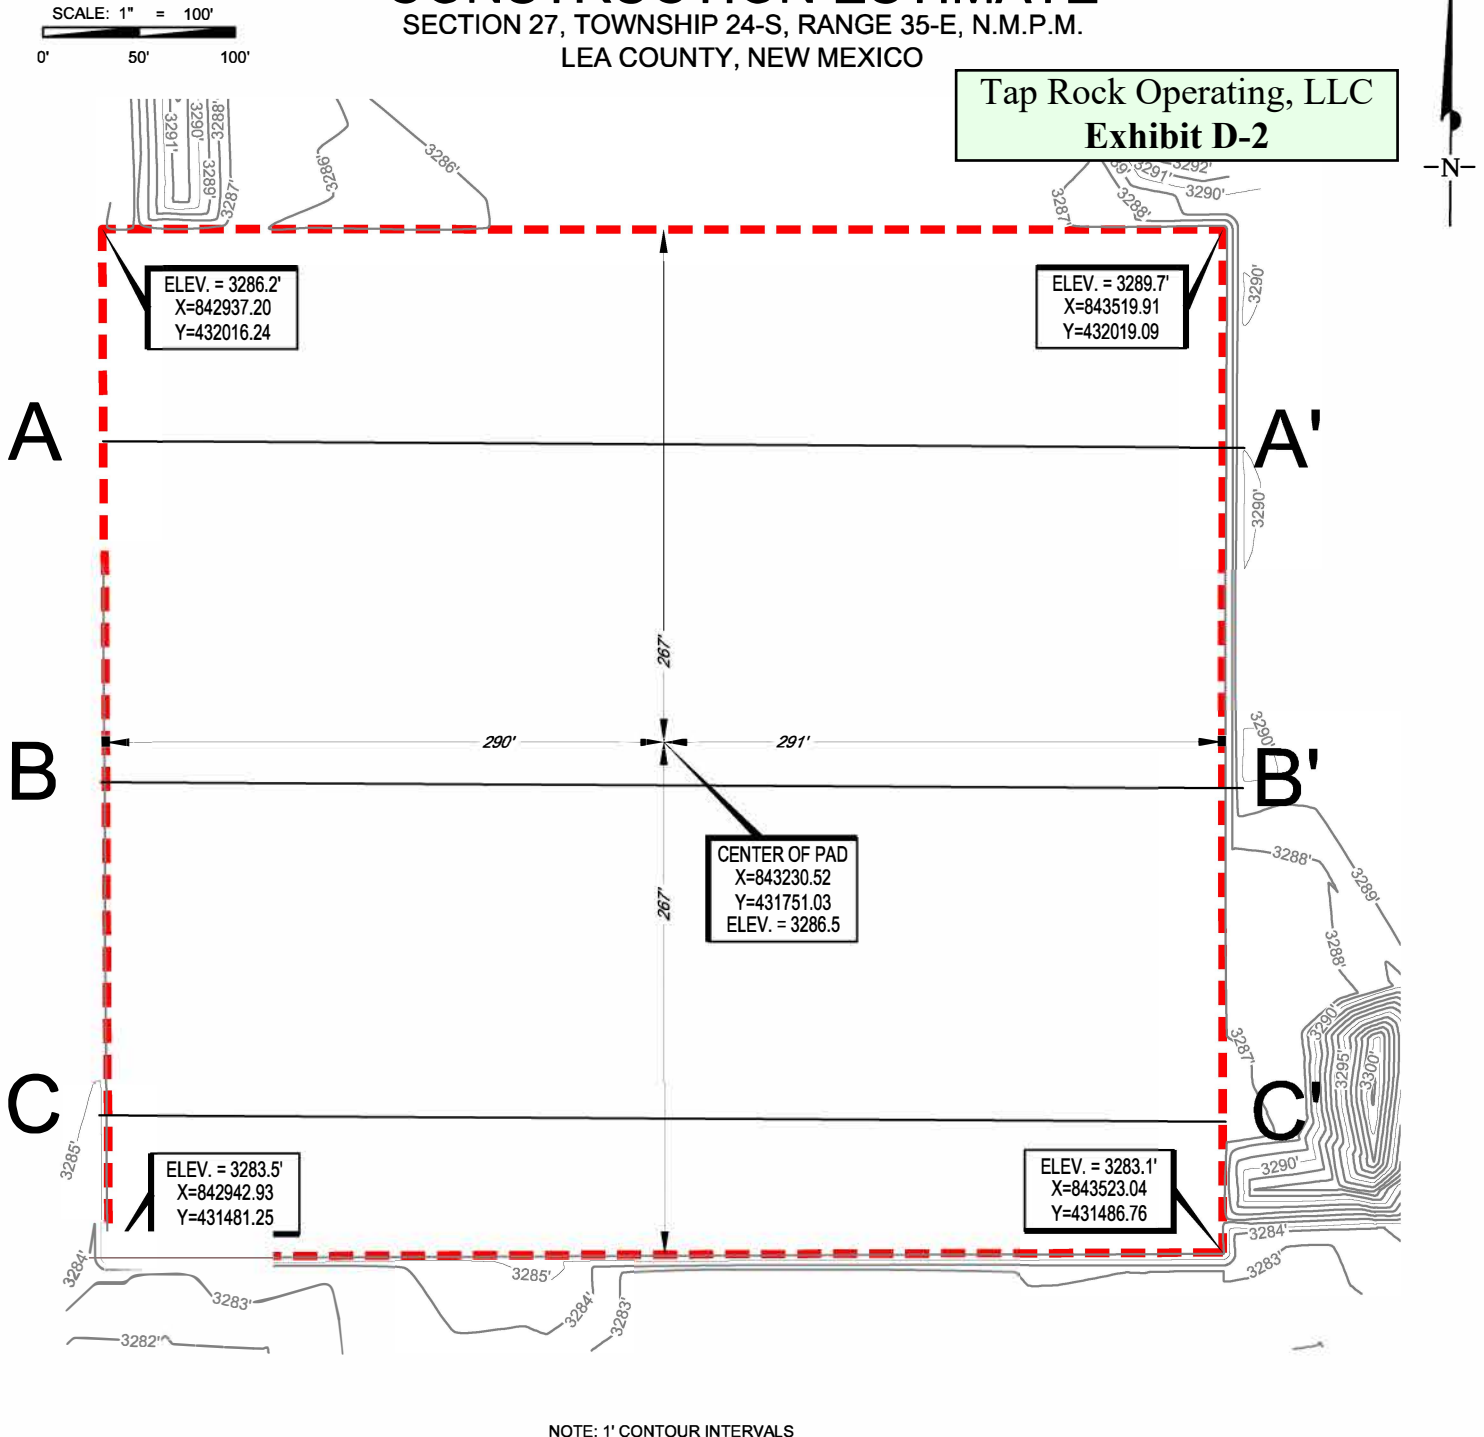 CONSTRUCTION ESTIMATE
SCALE: 1" = 100'
0' 50' 100'
SECTION 27, TOWNSHIP 24-S, RANGE 35-E, N.M.P.M.
LEA COUNTY, NEW MEXICO
Tap Rock Operating, LLC
Exhibit D-2
-N-
3291'
3290'
3288'
3289'
3287'
3286'
3286'
3287'
3288'
89'
3291'
3292'
3290'
ELEV. = 3286.2'
X=842937.20
Y=432016.24
ELEV. = 3289.7'
X=843519.91
Y=432019.09
3290'
A
A'
3290'
267'
290'
291'
3290'
B
B'
CENTER OF PAD
X=843230.52
Y=431751.03
ELEV. = 3286.5
267'
3288'
3289'
3288'
3290'
3287'
3295'
3300'
C
C'
3285'
ELEV. = 3283.5'
X=842942.93
Y=431481.25
ELEV. = 3283.1'
X=843523.04
Y=431486.76
3290'
3284'
3283'
3284'
3285'
3283'
3284'
3283'
3282'
NOTE: 1' CONTOUR INTERVALS